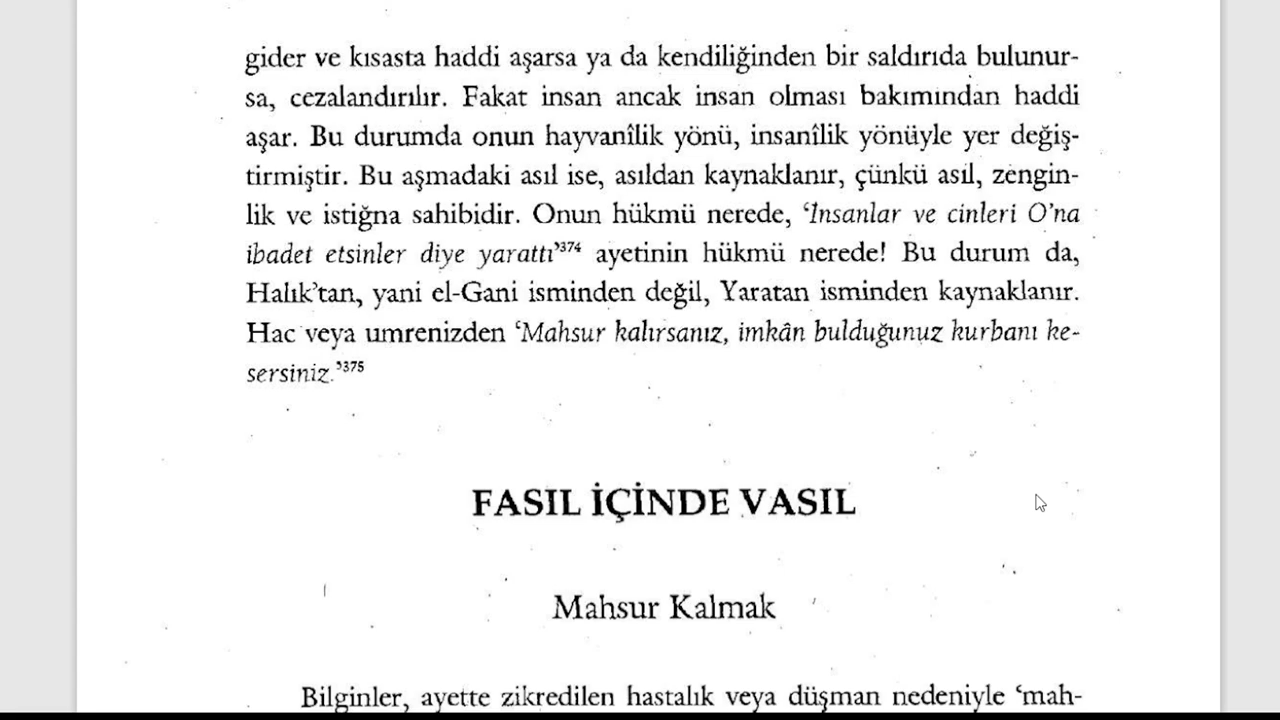 gider ve kısasta haddi aşarsa ya da kendiliğinden bir saldırıda bulunur-
sa, cezalandırılır. Fakat insan ancak insan olması bakımından haddi
aşar. Bu durumda onun hayvanîlik yönü, insanîlik yönüyle yer değiş-
tirmiştir. Bu aşmadaki asıl ise, asıldan kaynaklanır, çünkü asıl, zengin-
lik ve istiğna sahibidir. Onun hükmü nerede, ‘İnsanlar ve cinleri O’na
ibadet etsinler diye yarattı’374 ayetinin hükmü nerede! Bu durum da,
Halık’tan, yani el-Gani isminden değil, Yaratan isminden kaynaklanır.
Hac veya umrenizden ‘Mahsur kalırsanız, imkân bulduğunuz kurbanı ke-
sersiniz.’375
FASIL İÇİNDE VASIL
Mahsur Kalmak
Bilginler, ayette zikredilen hastalık veya düşman nedeniyle ‘mah-